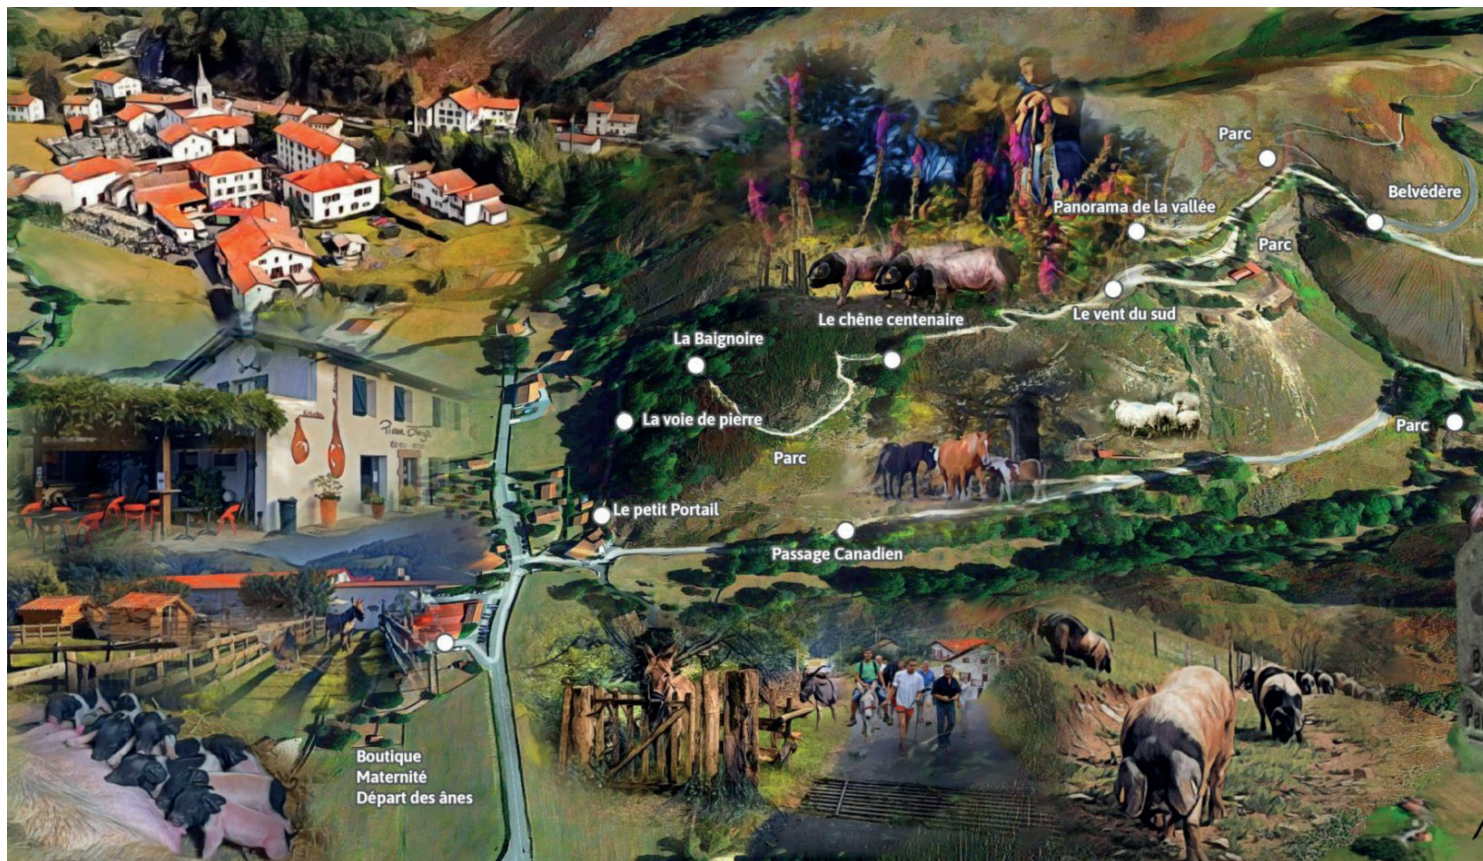 Parc
Belvédère
Panorama de la vallée
Parc
Le vent du sud
Le chêne centenaire
La Baignoire
La voie de pierre
Parc
Parc
Le petit Portail
Passage Canadien
Boutique
Maternité
Départ des ânes